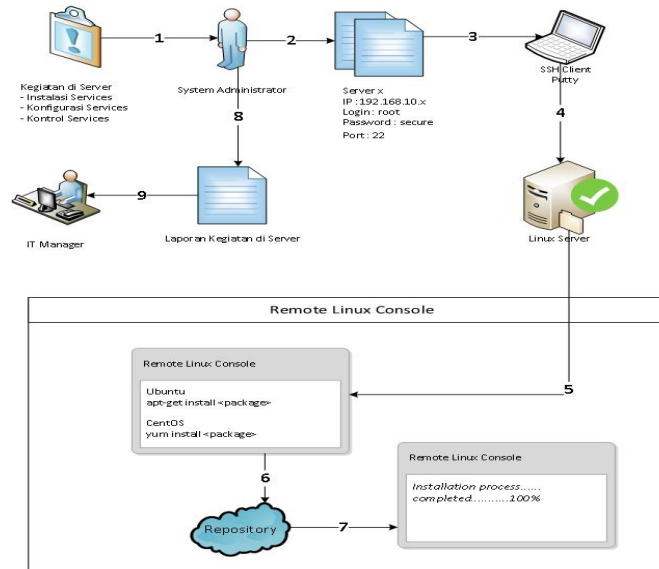 1
2
3
Kegiatan di Server
- Instalasi Services
- Konfigurasi Services
- Kontrol Services
System Administrator
Server x
IP : 192.168.10.x
Login : root
Password : secure
Port : 22
SSH Client
Putty
8
4
9
IT Manager
Laporan Kegiatan di Server
Linux Server
Remote Linux Console
5
Remote Linux Console
Ubuntu
apt-get install <package>
CentOS
yum install <package>
6
Repository
7
Remote Linux Console
Installation process......
completed...........100%